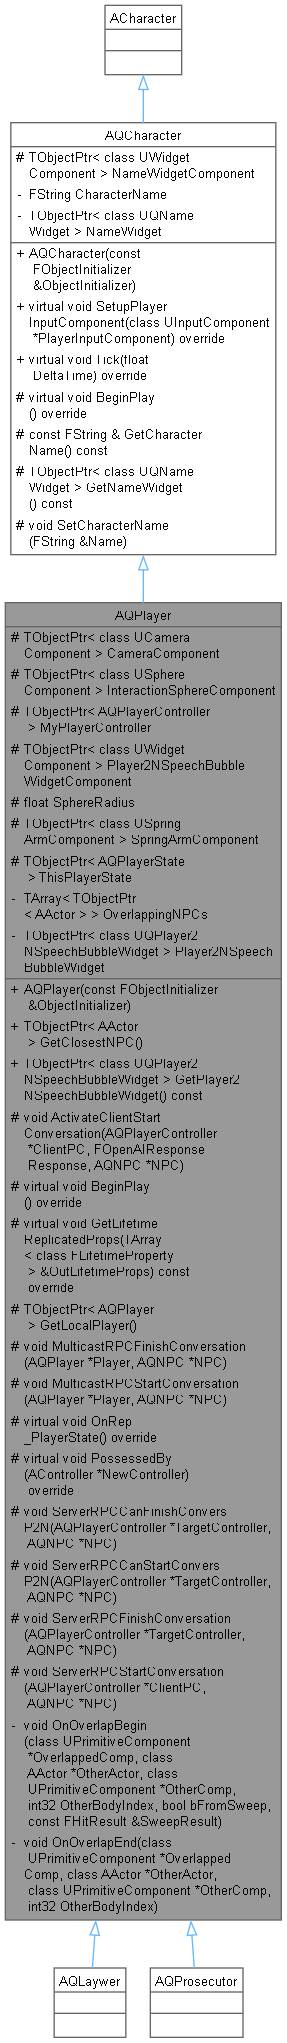 ACharacter
AQCharacter
# TObjectPtr< class UWidget
Component > NameWidgetComponent
- FString CharacterName
- TObjectPtr< class UQName
Widget > NameWidget
+ AQCharacter(const
FObjectInitializer
&ObjectInitializer)
+ virtual void SetupPlayer
InputComponent(class UInputComponent
*PlayerInputComponent) override
+ virtual void Tick(float
DeltaTime) override
# virtual void BeginPlay
() override
# const FString & GetCharacter
Name() const
# TObjectPtr< class UQName
Widget > GetNameWidget
() const
# void SetCharacterName
(FString &Name)
AQPlayer
# TObjectPtr< class UCamera
Component > CameraComponent
# TObjectPtr< class USphere
Component > InteractionSphereComponent
# TObjectPtr< AQPlayerController
> MyPlayerController
# TObjectPtr< class UWidget
Component > Player2NSpeechBubble
WidgetComponent
# float SphereRadius
# TObjectPtr< class USpring
ArmComponent > SpringArmComponent
# TObjectPtr< AQPlayerState
> ThisPlayerState
- TArray< TObjectPtr
< AActor > > OverlappingNPCs
- TObjectPtr< class UQPlayer2
NSpeechBubbleWidget > Player2NSpeech
BubbleWidget
+ AQPlayer(const FObjectInitializer
&ObjectInitializer)
+ TObjectPtr< AActor
> GetClosestNPC()
+ TObjectPtr< class UQPlayer2
NSpeechBubbleWidget > GetPlayer2
NSpeechBubbleWidget() const
# void ActivateClientStart
Conversation(AQPlayerController
*ClientPC, FOpenAIResponse
Response, AQNPC *NPC)
# virtual void BeginPlay
() override
# virtual void GetLifetime
ReplicatedProps(TArray
< class FLifetimeProperty
> &OutLifetimeProps) const
override
# TObjectPtr< AQPlayer
> GetLocalPlayer()
# void MulticastRPCFinishConversation
(AQPlayer *Player, AQNPC *NPC)
# void MulticastRPCStartConversation
(AQPlayer *Player, AQNPC *NPC)
# virtual void OnRep
_PlayerState() override
# virtual void PossessedBy
(AController *NewController)
override
# void ServerRPCCanFinishConvers
P2N(AQPlayerController *TargetController,
AQNPC *NPC)
# void ServerRPCCanStartConvers
P2N(AQPlayerController *TargetController,
AQNPC *NPC)
# void ServerRPCFinishConversation
(AQPlayerController *TargetController,
AQNPC *NPC)
# void ServerRPCStartConversation
(AQPlayerController *ClientPC,
AQNPC *NPC)
- void OnOverlapBegin
(class UPrimitiveComponent
*OverlappedComp, class
AActor *OtherActor, class
UPrimitiveComponent *OtherComp,
int32 OtherBodyIndex, bool bFromSweep,
const FHitResult &SweepResult)
- void OnOverlapEnd(class
UPrimitiveComponent *Overlapped
Comp, class AActor *OtherActor,
class UPrimitiveComponent *OtherComp,
int32 OtherBodyIndex)
AQLaywer
AQProsecutor